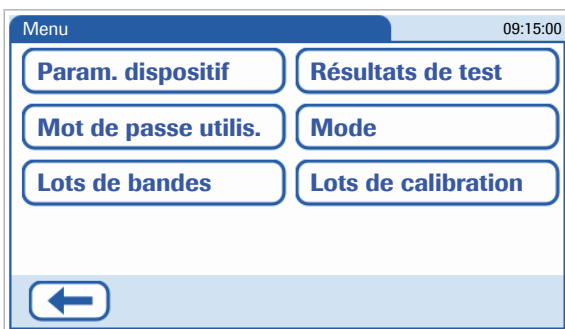 Menu 09:15:00
Param. dispositif Résultats de test
Mot de passe utilis. Mode
Lots de bandes Lots de calibration